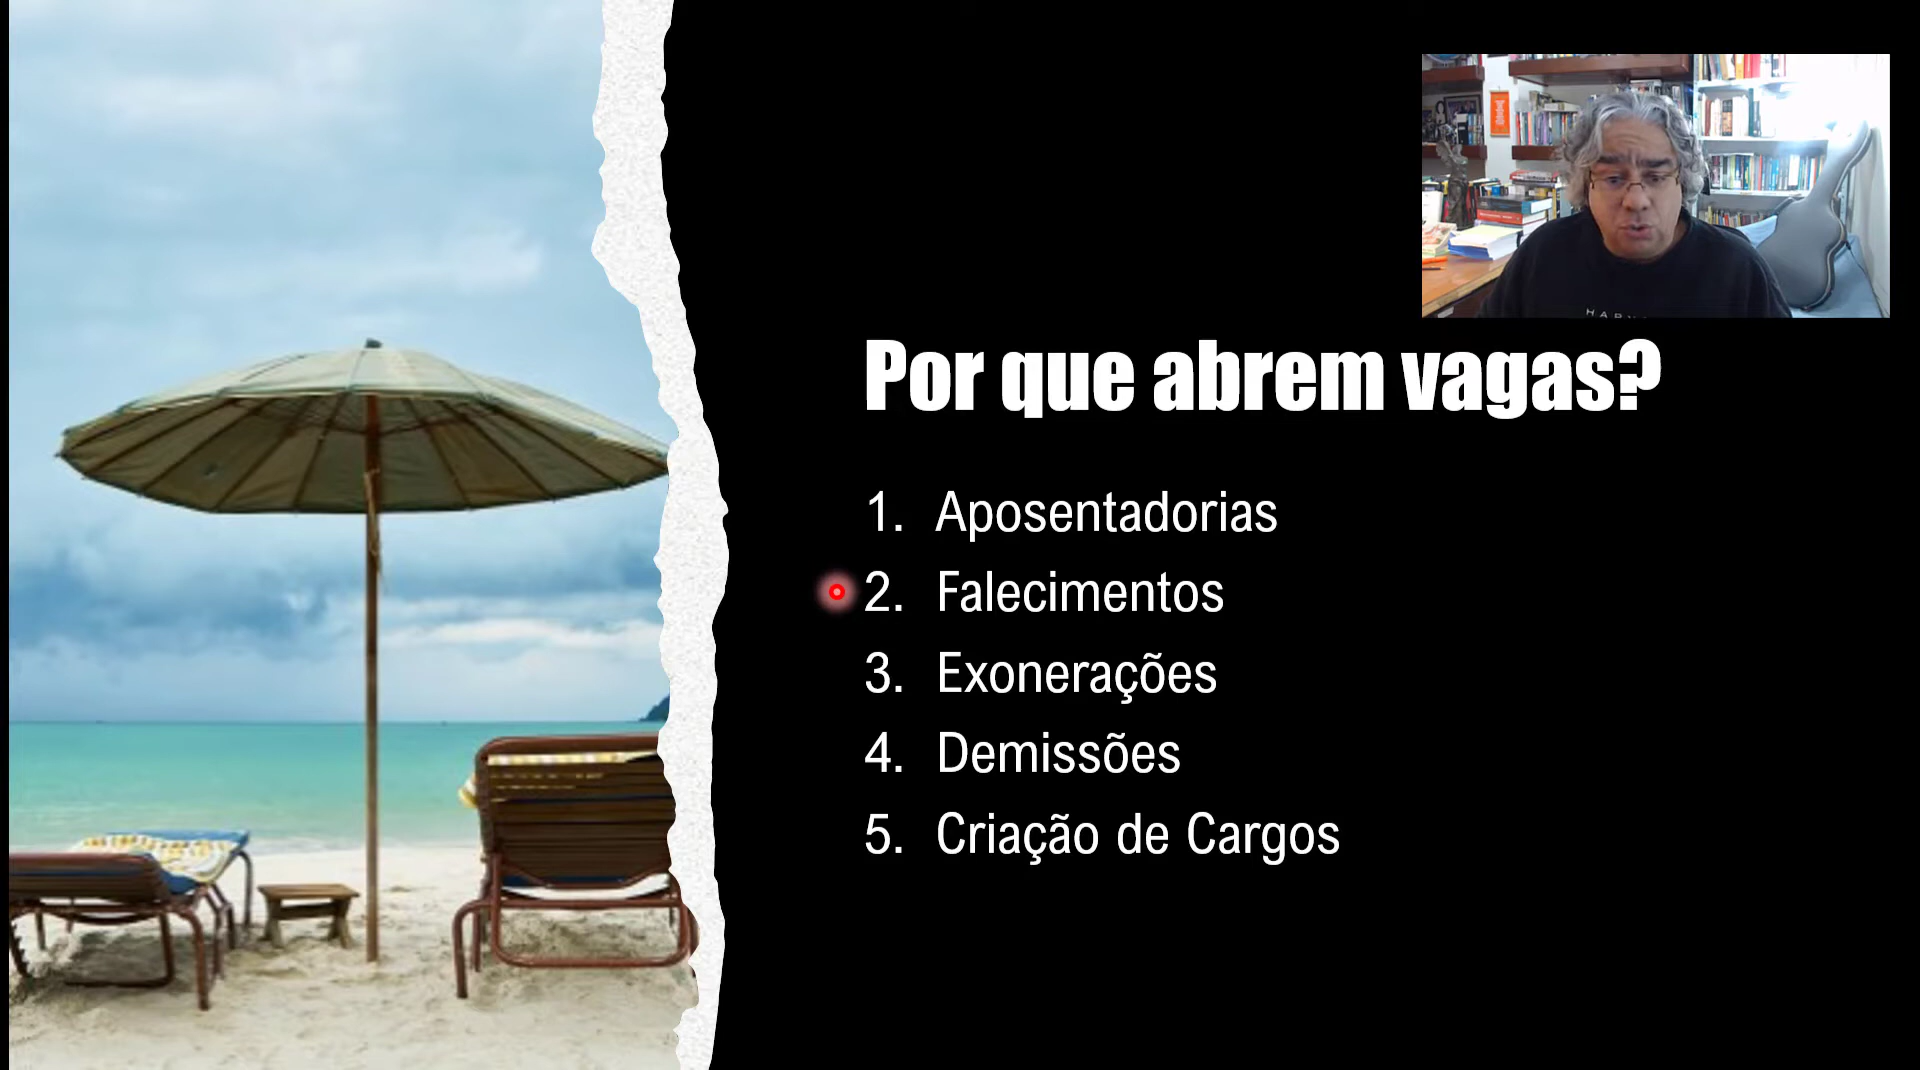 Por que abrem vagas?
1. Aposentadorias
2. Falecimentos
3. Exonerações
4. Demissões
5. Criação de Cargos